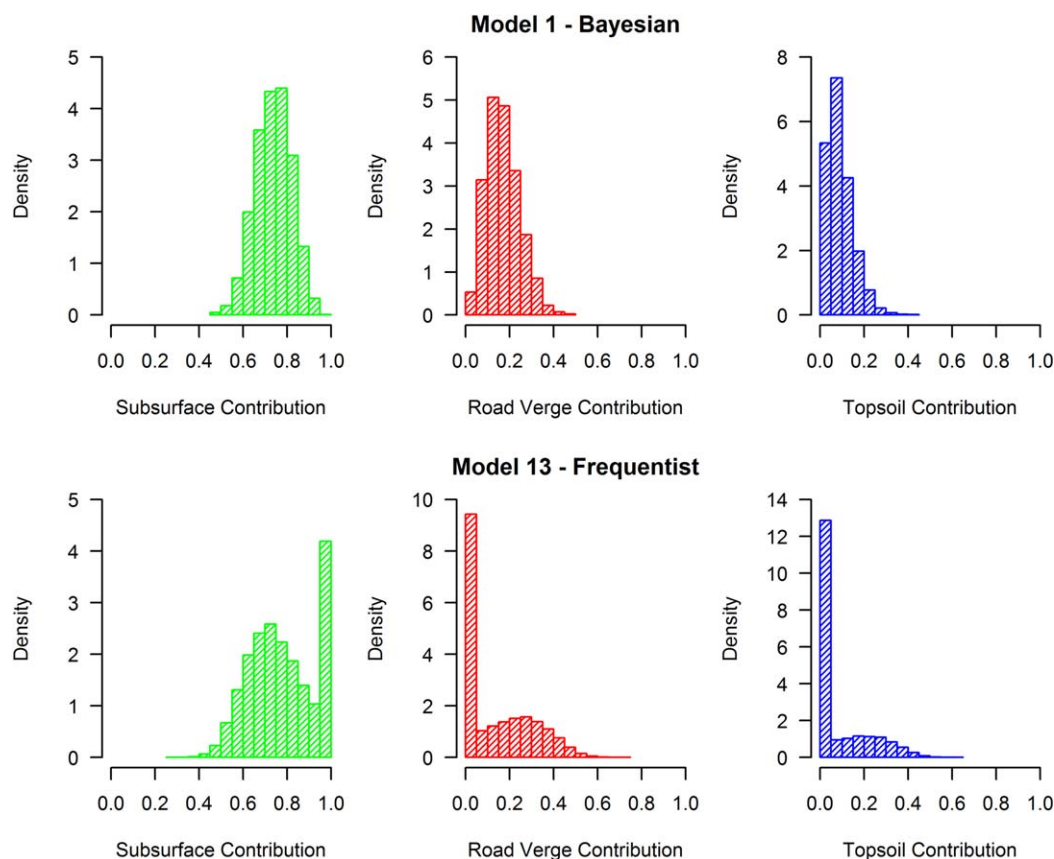 Model 1 - Bayesian
5
4
3
2
1
0
Density
0.0 0.2 0.4 0.6 0.8 1.0
Subsurface Contribution
6
5
4
3
2
1
0
Density
0.0 0.2 0.4 0.6 0.8 1.0
Road Verge Contribution
8
6
4
2
0
Density
0.0 0.2 0.4 0.6 0.8 1.0
Topsoil Contribution
Model 13 - Frequentist
5
4
3
2
1
0
Density
0.0 0.2 0.4 0.6 0.8 1.0
Subsurface Contribution
10
8
6
4
2
0
Density
0.0 0.2 0.4 0.6 0.8 1.0
Road Verge Contribution
14
12
10
8
6
4
2
0
Density
0.0 0.2 0.4 0.6 0.8 1.0
Topsoil Contribution